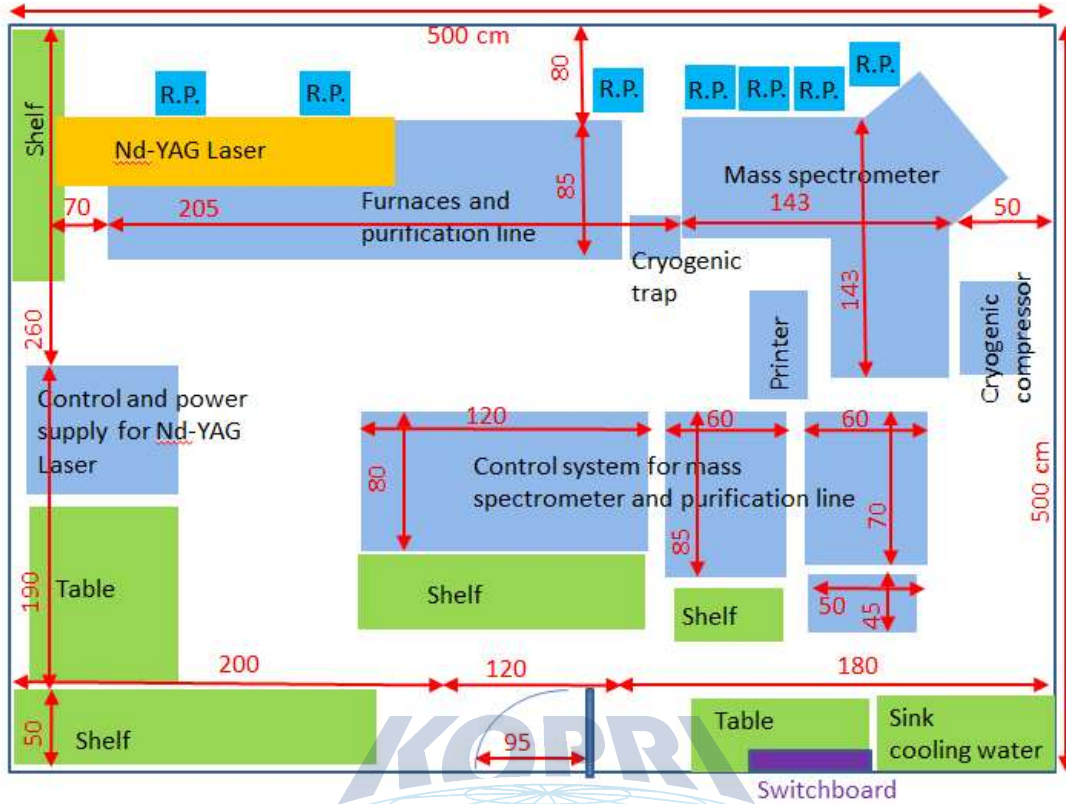 500 cm
80
R.P.
R.P.
R.P.
R.P.
R.P.
R.P.
R.P.
Shelf
Nd-YAG Laser
85
Mass spectrometer
70
205
Furnaces and
purification line
143
50
Cryogenic
trap
143
260
Printer
Cryogenic
compressor
Control and power
supply for Nd-YAG
Laser
120
60
60
80
Control system for mass
spectrometer and purification line
85
70
500 cm
190
Table
Shelf
Shelf
50
45
200
120
180
50
Shelf
95
Table
Sink
cooling water
KOPRI
Switchboard